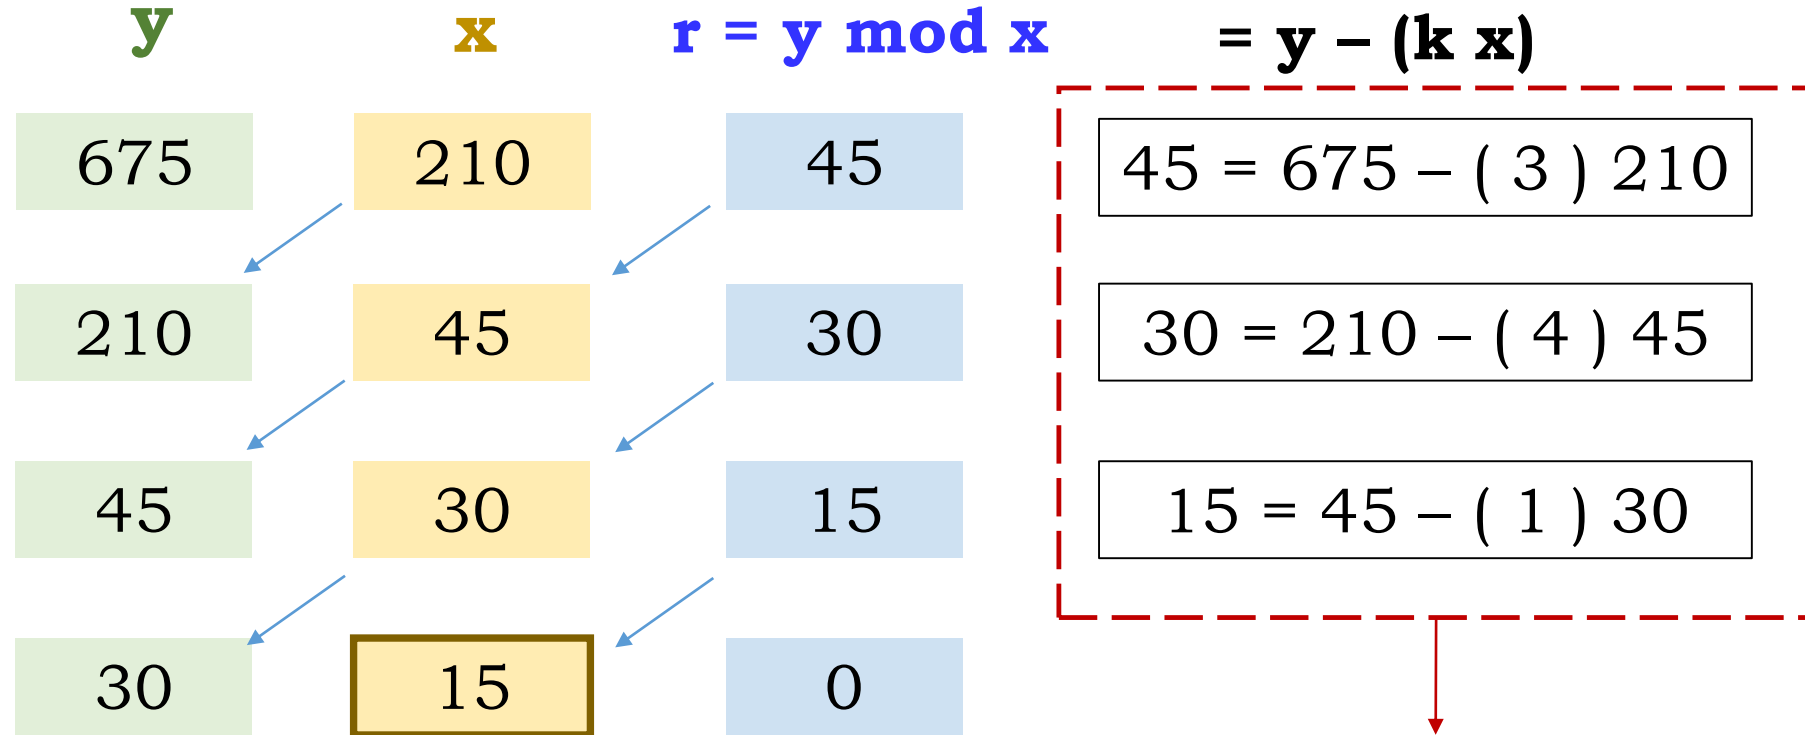 y x r = y mod x = y – (k x)
675 210 45 45 = 675 – ( 3 ) 210
210 45 30 30 = 210 – ( 4 ) 45
45 30 15 15 = 45 – ( 1 ) 30
30 15 0